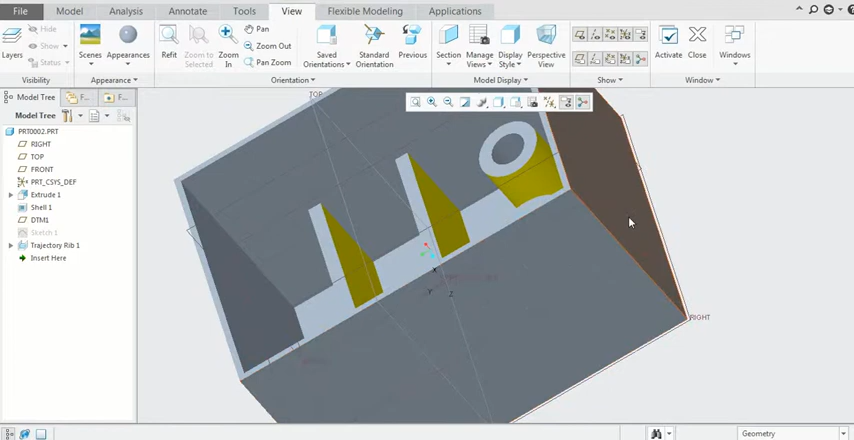 File Model Analysis Annotate Tools View Flexible Modeling Applications
Layers Hide Show Status Visibility
Scenes Appearances Appearance
Refit Zoom to Selected Zoom In Pan Zoom Out Pan Zoom Saved Orientations Standard Orientation Previous Orientation
Section Manage Views Display Style Perspective View Model Display
Show
Activate Close Windows Window
Model Tree F... F...
Model Tree
PRT0002.PRT
RIGHT
TOP
FRONT
PRT_CSYS_DEF
Extrude 1
Shell 1
DTM1
Sketch 1
Trajectory Rib 1
Insert Here
TOP
X
Y
Z
RIGHT
Geometry